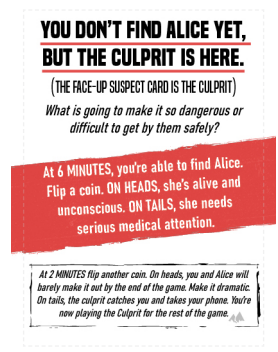 YOU DON'T FIND ALICE YET,
BUT THE CULPRIT IS HERE.
(THE FACE-UP SUSPECT CARD IS THE CULPRIT)
What is going to make it so dangerous or
difficult to get by them safely?
At 6 MINUTES, you're able to find Alice.
Flip a coin. ON HEADS, she's alive and
unconscious. ON TAILS, she needs
serious medical attention.
At 2 MINUTES flip another coin. On heads, you and Alice will
barely make it out by the end of the game. Make it dramatic.
On tails, the culprit catches you and takes your phone. You're
now playing the Culprit for the rest of the game.